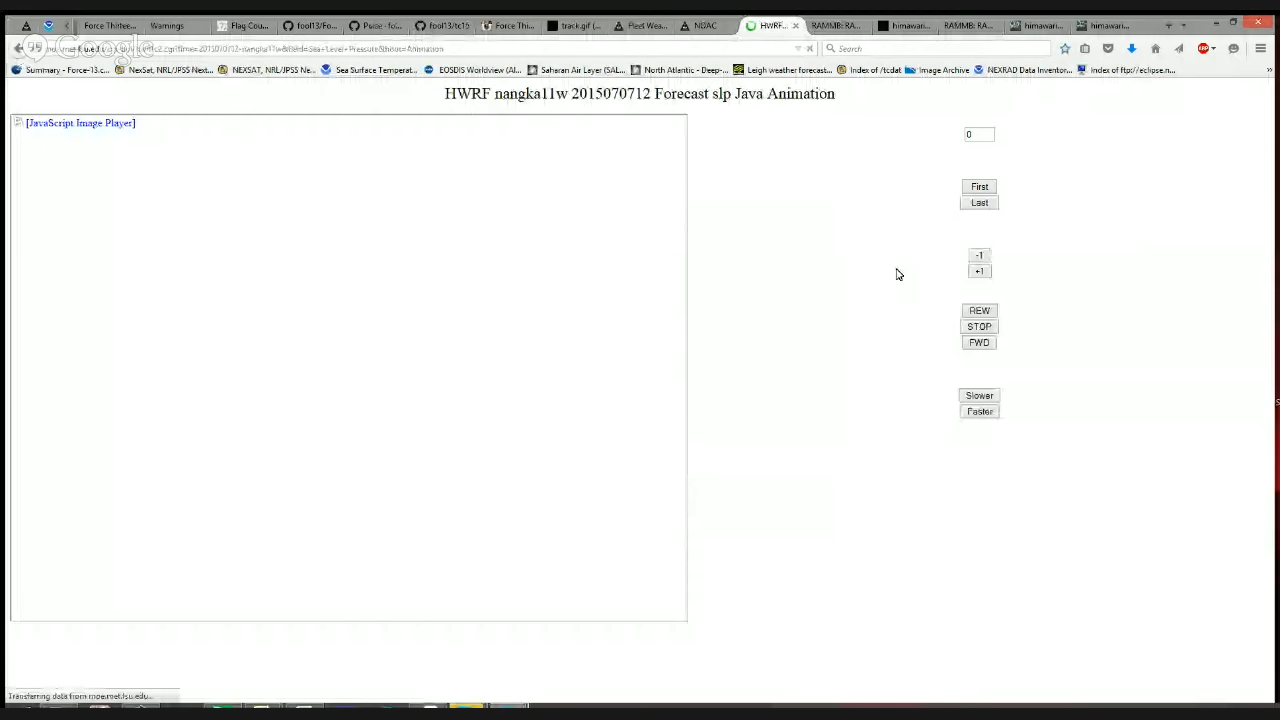 Force Thirtee...
Warnings
Flag Cou...
fool13/Fo...
Pulse - fo...
fool13/tc15
Force Thi...
track.gif (...
Fleet Wea...
NDAC
HWRF...
RAMMB: RA...
himawari...
RAMMB: RA...
himawari...
himawari...
Google
Search
Summary - Force-13.c...
NexSat, NRL/JPSS Next...
NEXSAT, NRL/JPSS Ne...
Sea Surface Temperat...
EOSDIS Worldview (Al...
Saharan Air Layer (SAL...
North Atlantic - Deep-...
Leigh weather forecast...
Index of /tcdat
Image Archive
NEXRAD Data Inventor...
Index of ftp://eclipse.n...
HWRF nangka11w 2015070712 Forecast slp Java Animation
[JavaScript Image Player]
0
First
Last
-1
+1
REW
STOP
FWD
Slower
Faster